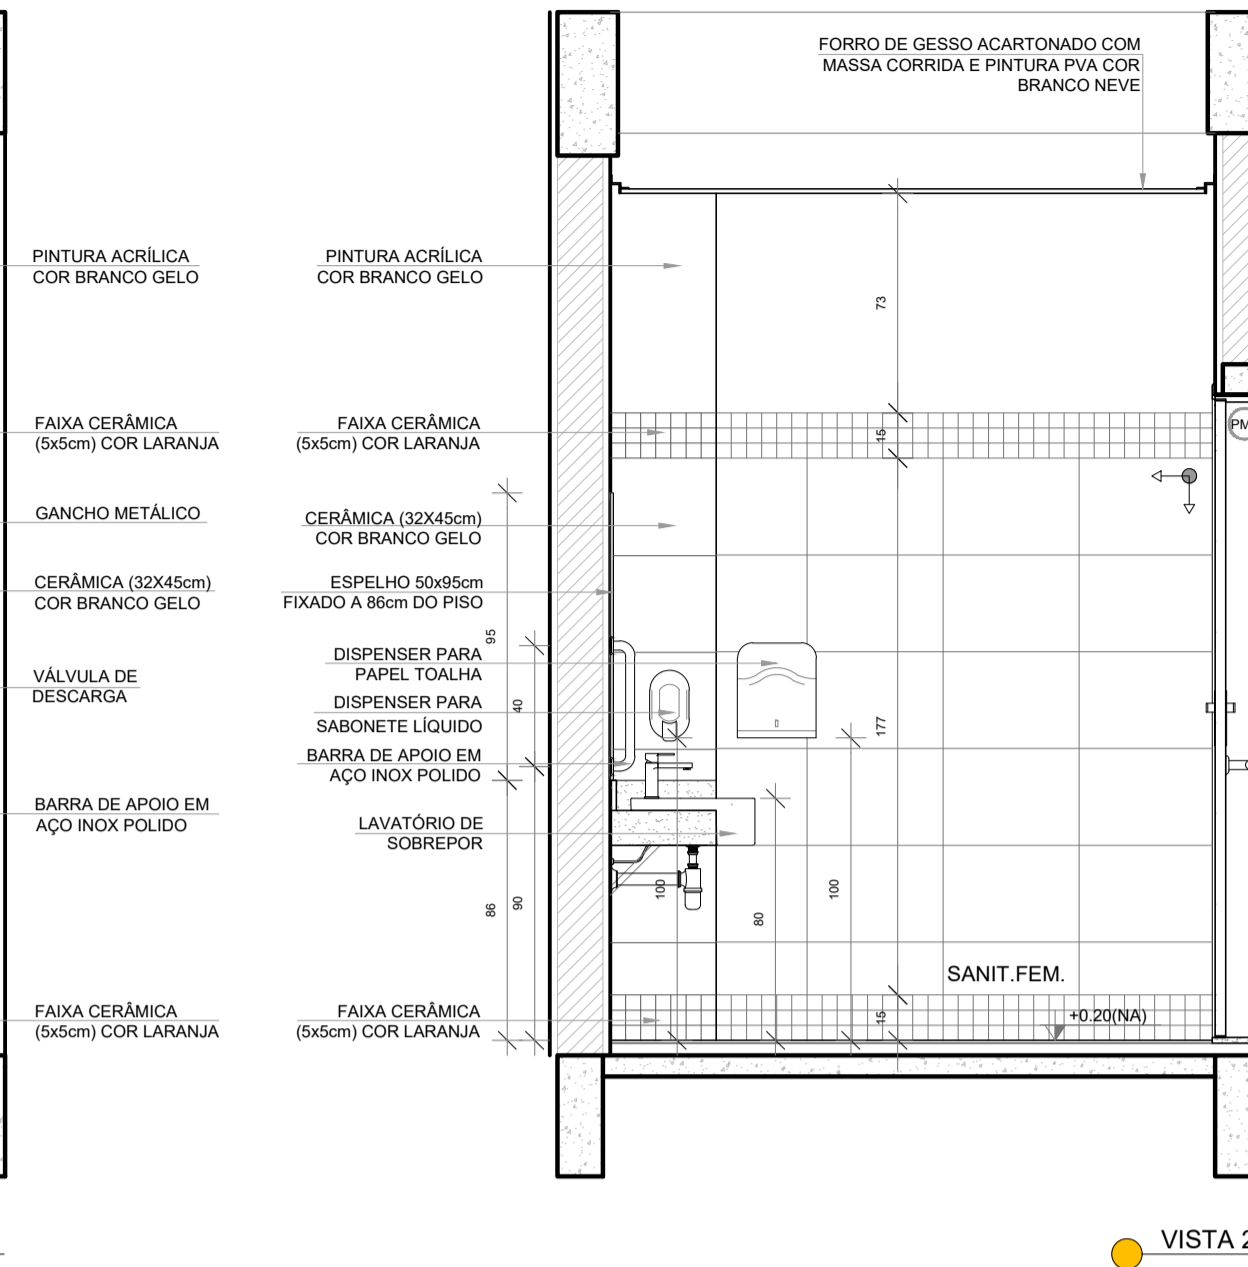 FORRO DE GESSO ACARTONADO COM
MASSA CORRIDA E PINTURA PVA COR
BRANCO NEVE
PINTURA ACRÍLICA
COR BRANCO GELO
FAIXA CERÂMICA
(5x5cm) COR LARANJA
GANCHO METÁLICO
CERÂMICA (32X45cm)
COR BRANCO GELO
VÁLVULA DE
DESCARGA
BARRA DE APOIO EM
AÇO INOX POLIDO
FAIXA CERÂMICA
(5x5cm) COR LARANJA
PINTURA ACRÍLICA
COR BRANCO GELO
FAIXA CERÂMICA
(5x5cm) COR LARANJA
CERÂMICA (32X45cm)
COR BRANCO GELO
ESPELHO 50x95cm
FIXADO A 86cm DO PISO
DISPENSER PARA
PAPEL TOALHA
DISPENSER PARA
SABONETE LÍQUIDO
BARRA DE APOIO EM
AÇO INOX POLIDO
LAVATÓRIO DE
SOBREPOR
FAIXA CERÂMICA
(5x5cm) COR LARANJA
95
40
86
90
73
15
177
100
80
100
15
PM
SANIT.FEM.
+0.20(NA)
VISTA 2